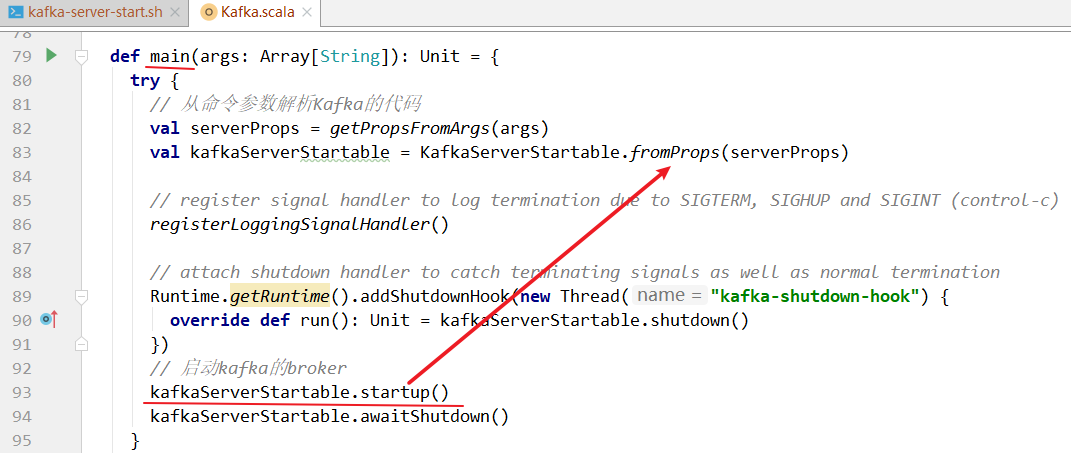 kafka-server-start.sh Kafka.scala
78
79 def main(args: Array[String]): Unit = {
80 try {
81 // 从命令参数解析Kafka的代码
82 val serverProps = getPropsFromArgs(args)
83 val kafkaServerStartable = KafkaServerStartable.fromProps(serverProps)
84
85 // register signal handler to log termination due to SIGTERM, SIGHUP and SIGINT (control-c)
86 registerLoggingSignalHandler()
87
88 // attach shutdown handler to catch terminating signals as well as normal termination
89 Runtime.getRuntime().addShutdownHook(new Thread( name = "kafka-shutdown-hook") {
90 override def run(): Unit = kafkaServerStartable.shutdown()
91 })
92 // 启动kafka的broker
93 kafkaServerStartable.startup()
94 kafkaServerStartable.awaitShutdown()
95 }